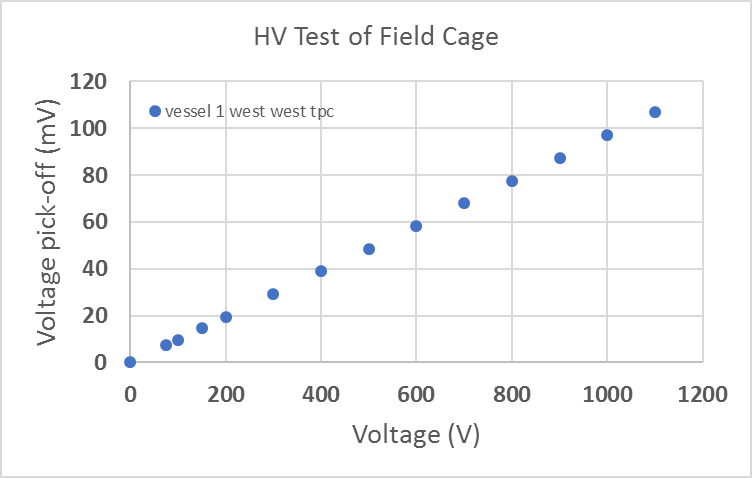 HV Test of Field Cage
vessel 1 west west tpc
Voltage pick-off (mV)
120
100
80
60
40
20
0
0 200 400 600 800 1000 1200
Voltage (V)